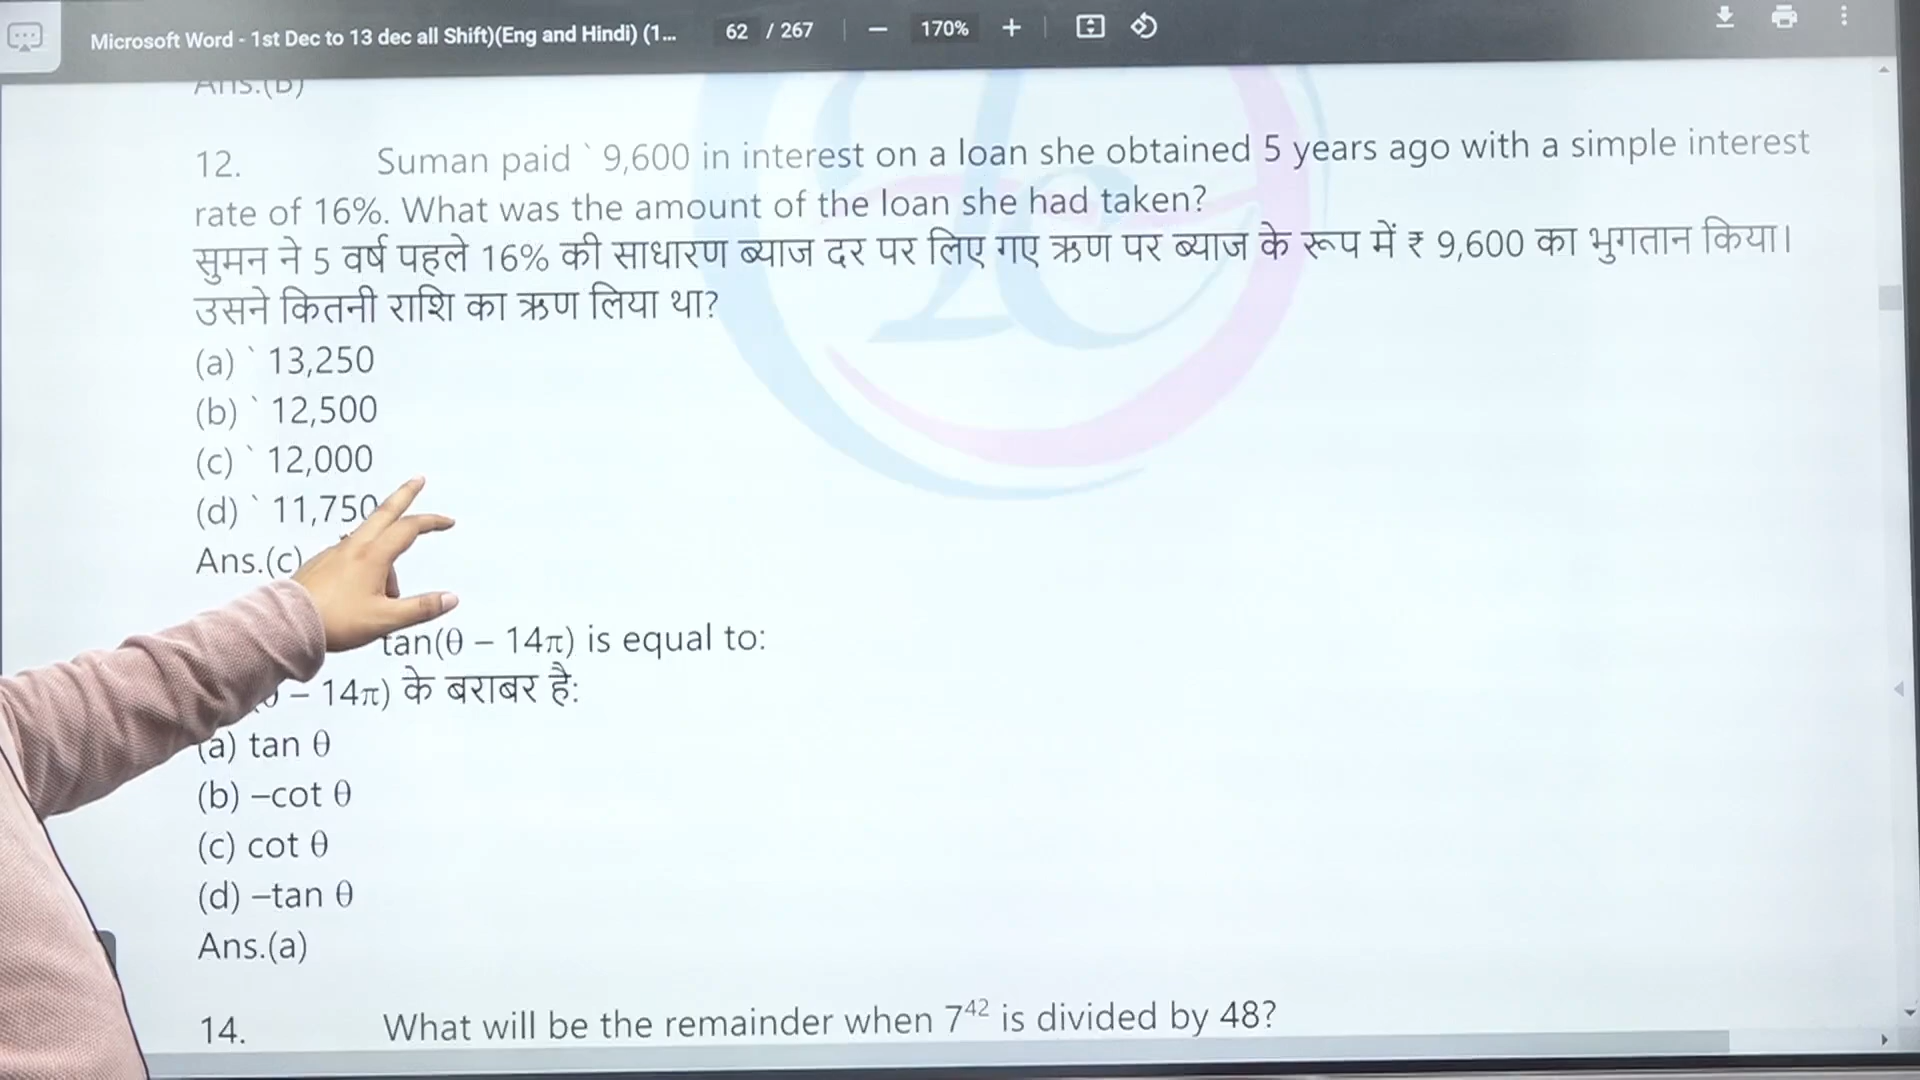 Microsoft Word - 1st Dec to 13 dec all Shift)(Eng and Hindi) (1... 62 / 267 — 170% +
12. Suman paid ` 9,600 in interest on a loan she obtained 5 years ago with a simple interest
rate of 16%. What was the amount of the loan she had taken?
सुमन ने 5 वर्ष पहले 16% की साधारण ब्याज दर पर लिए गए ऋण पर ब्याज के रूप में ₹ 9,600 का भुगतान किया।
उसने कितनी राशि का ऋण लिया था?
(a) ` 13,250
(b) ` 12,500
(c) ` 12,000
(d) ` 11,750
Ans.(c)
tan(θ – 14π) is equal to:
– 14π) के बराबर है:
(a) tan θ
(b) –cot θ
(c) cot θ
(d) –tan θ
Ans.(a)
14. What will be the remainder when 7⁴² is divided by 48?